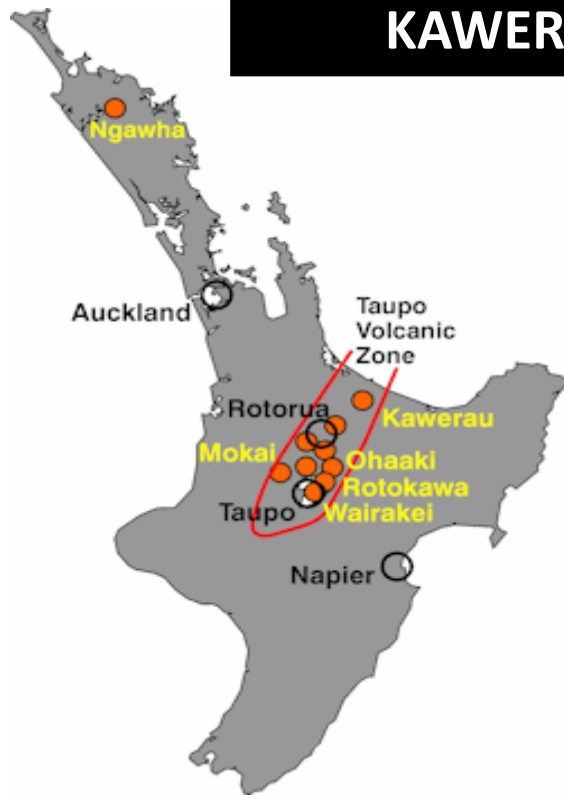 KAWER
Ngawha
Auckland
Taupo
Volcanic
Zone
Rotorua
Kawerau
Mokai
Ohaaki
Rotokawa
Taupo
Wairakei
Napier